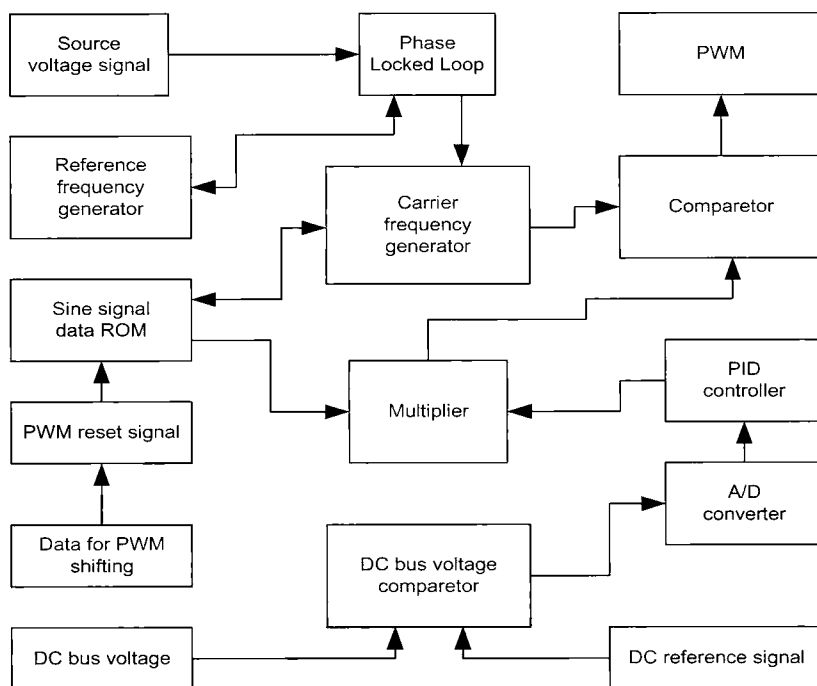 Source
voltage signal
Phase
Locked Loop
PWM
Reference
frequency
generator
Carrier
frequency
generator
Comparetor
Sine signal
data ROM
Multiplier
PID
controller
PWM reset signal
A/D
converter
Data for PWM
shifting
DC bus voltage
comparetor
DC bus voltage
DC reference signal